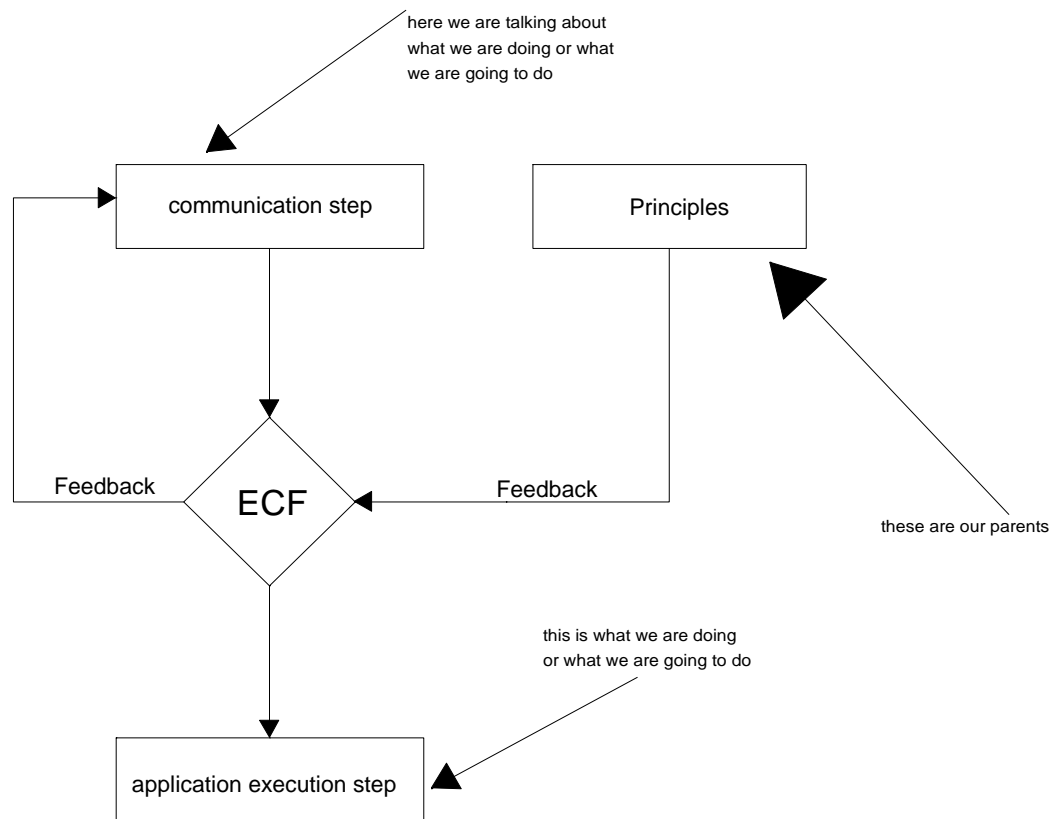 here we are talking about
what we are doing or what
we are going to do
communication step
Principles
Feedback
ECF
Feedback
these are our parents
this is what we are doing
or what we are going to do
application execution step